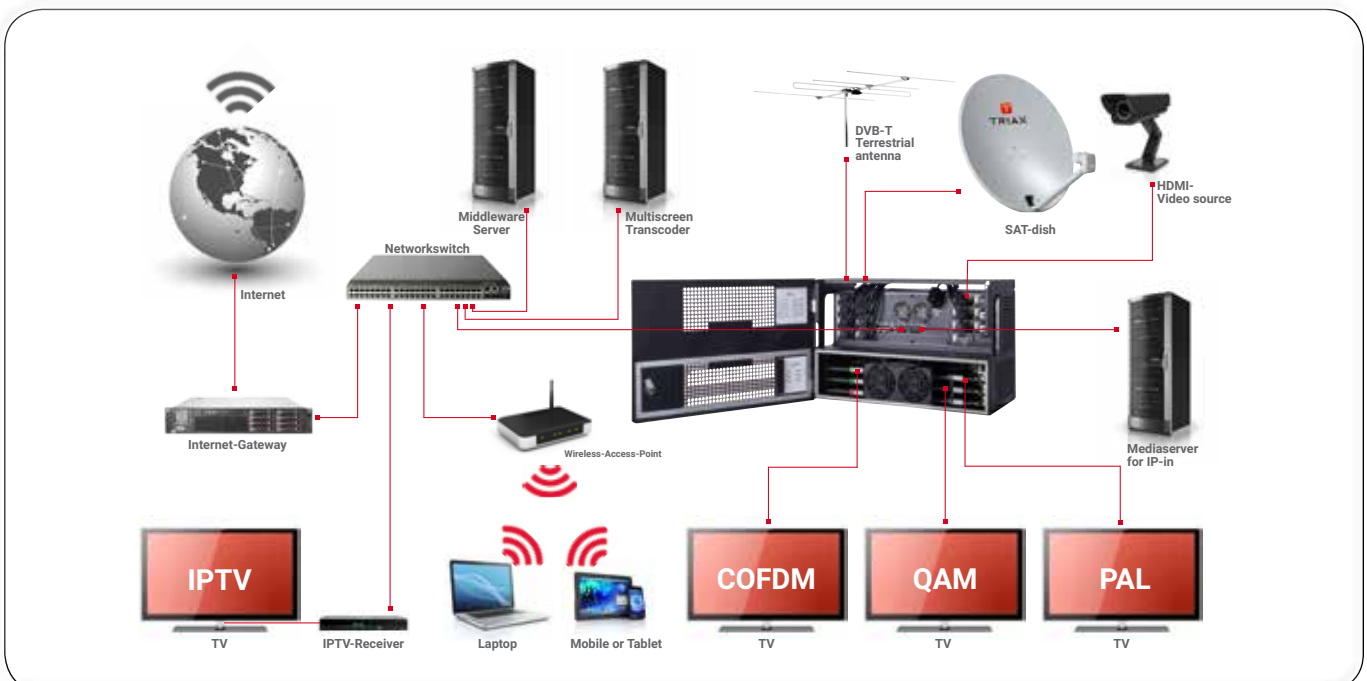 DVB-T
Terrestrial
antenna
TRIAX
HDMI-
Video source
Middleware
Server
Multiscreen
Transcoder
SAT-dish
Networkswitch
Internet
Internet-Gateway
Wireless-Access-Point
Mediaserver
for IP-in
IPTV
COFDM
QAM
PAL
TV
IPTV-Receiver
Laptop
Mobile or Tablet
TV
TV
TV